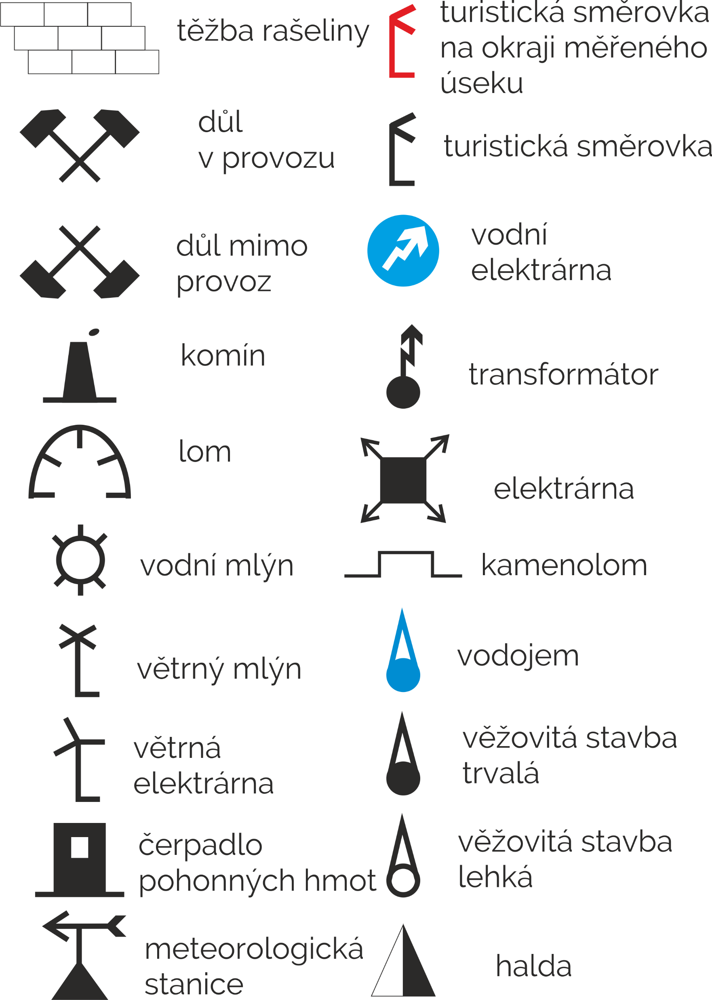 těžba rašeliny
důl
v provozu
důl mimo
provoz
komín
lom
vodní mlýn
větrný mlýn
větrná
elektrárna
čerpadlo
pohonných hmot
meteorologická
stanice
turistická směrovka
na okraji měřeného
úseku
turistická směrovka
vodní
elektrárna
transformátor
elektrárna
kamenolom
vodojem
věžovitá stavba
trvalá
věžovitá stavba
lehká
halda